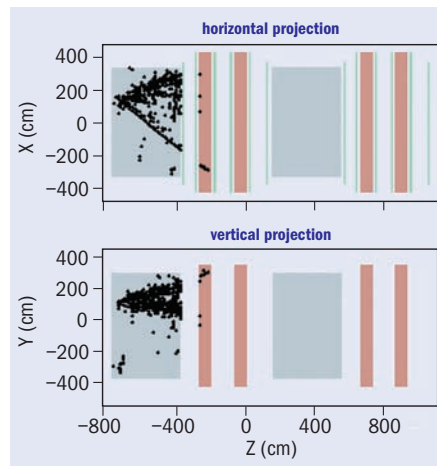 horizontal projection
400
200
0
−200
−400
X (cm)
vertical projection
400
200
0
−200
−400
Y (cm)
−800 −400 0 400 800
Z (cm)